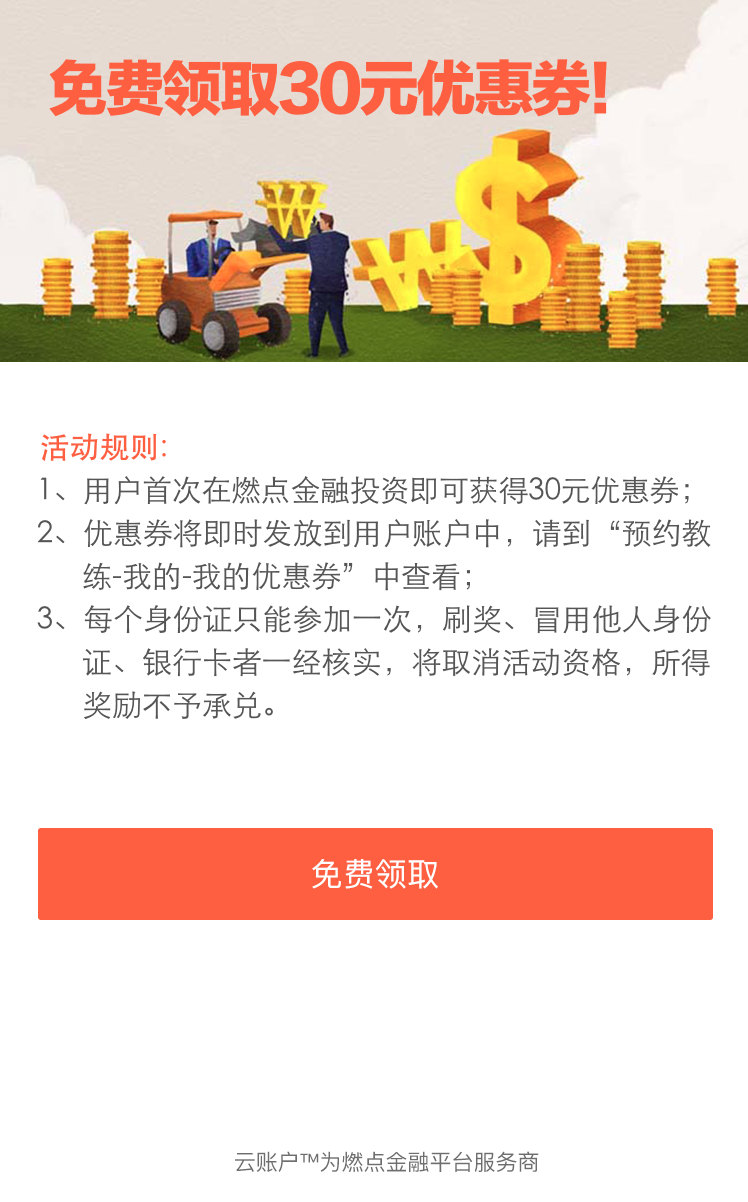 免费领取30元优惠券!
活动规则:
1、用户首次在燃点金融投资即可获得30元优惠券；
2、优惠券将即时发放到用户账户中，请到“预约教
练-我的-我的优惠券”中查看；
3、每个身份证只能参加一次，刷奖、冒用他人身份
证、银行卡者一经核实，将取消活动资格，所得
奖励不予承兑。
免费领取
云账户™为燃点金融平台服务商